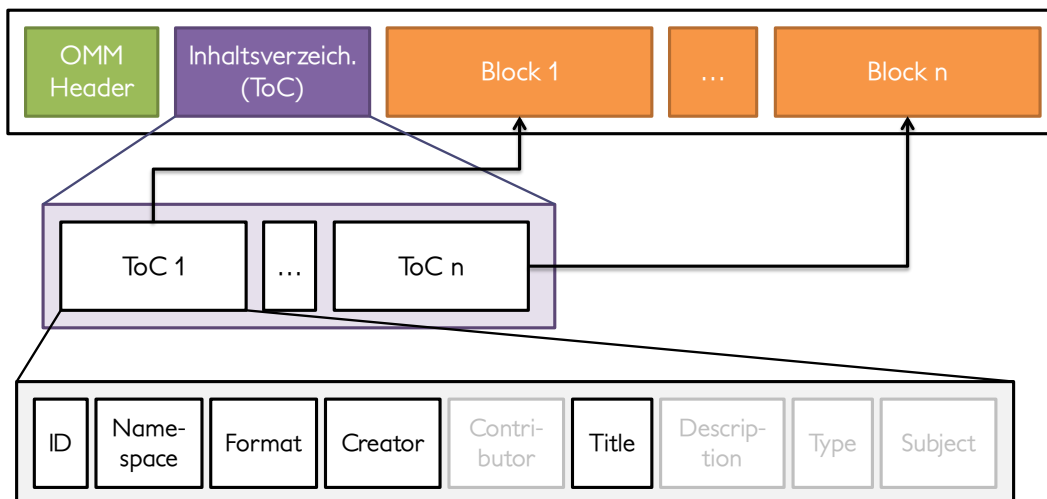 OMM
Header
Inhaltsverzeich.
(ToC)
Block 1
...
Block n
ToC 1
...
ToC n
ID
Name-
space
Format
Creator
Contri-
butor
Title
Descrip-
tion
Type
Subject